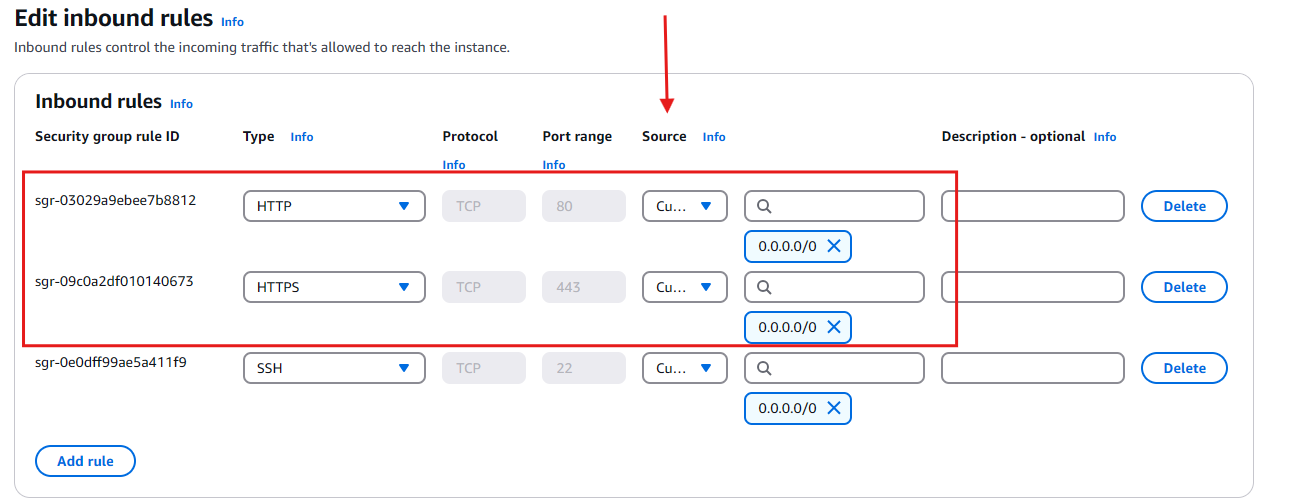 Edit inbound rules Info
Inbound rules control the incoming traffic that's allowed to reach the instance.
Inbound rules Info
Security group rule ID Type Info Protocol Info Port range Info Source Info Description - optional Info
sgr-03029a9ebee7b8812 HTTP TCP 80 Cu... Delete
0.0.0.0/0
sgr-09c0a2df010140673 HTTPS TCP 443 Cu... Delete
0.0.0.0/0
sgr-0e0dff99ae5a411f9 SSH TCP 22 Cu... Delete
0.0.0.0/0
Add rule